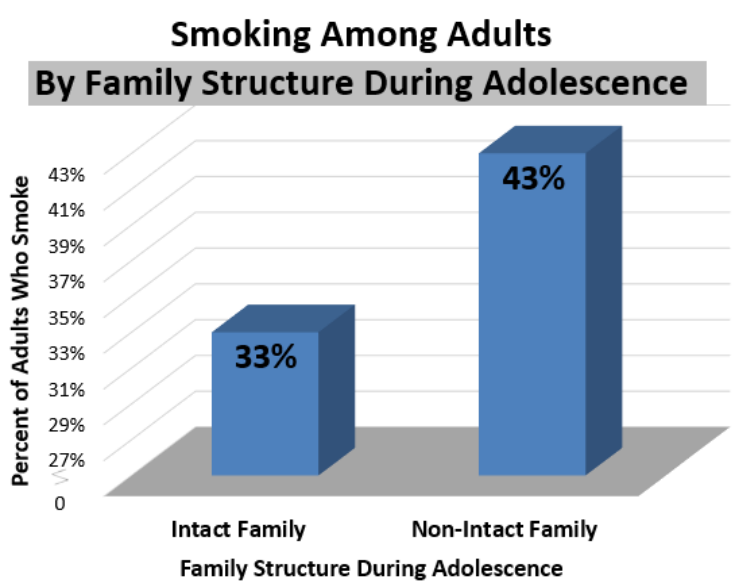 Smoking Among Adults
By Family Structure During Adolescence
Percent of Adults Who Smoke
43%
41%
39%
37%
35%
33%
31%
29%
27%
0
33%
43%
Intact Family
Non-Intact Family
Family Structure During Adolescence